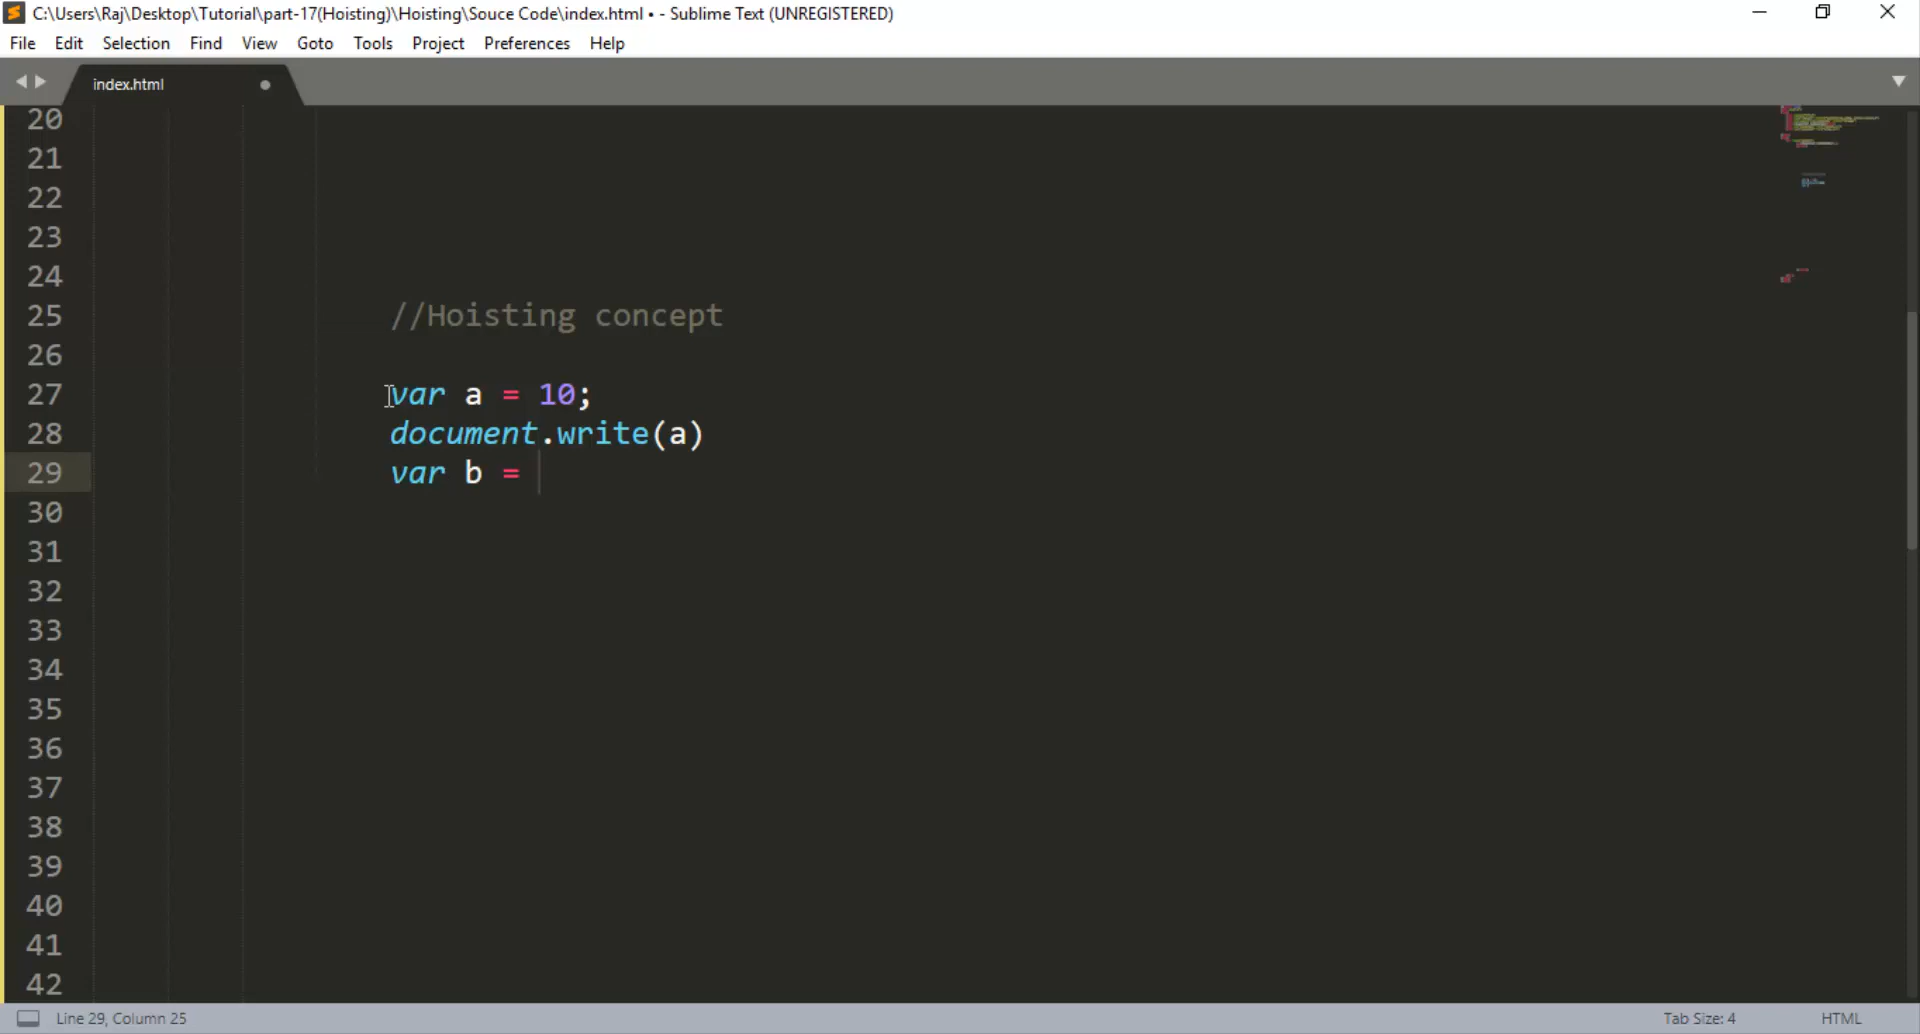 C:\Users\Raj\Desktop\Tutorial\part-17(Hoisting)\Hoisting\Souce Code\index.html • - Sublime Text (UNREGISTERED)
File Edit Selection Find View Goto Tools Project Preferences Help
index.html
20
21
22
23
24
25 //Hoisting concept
26
27 var a = 10;
28 document.write(a)
29 var b =
30
31
32
33
34
35
36
37
38
39
40
41
42
Line 29, Column 25 Tab Size: 4 HTML